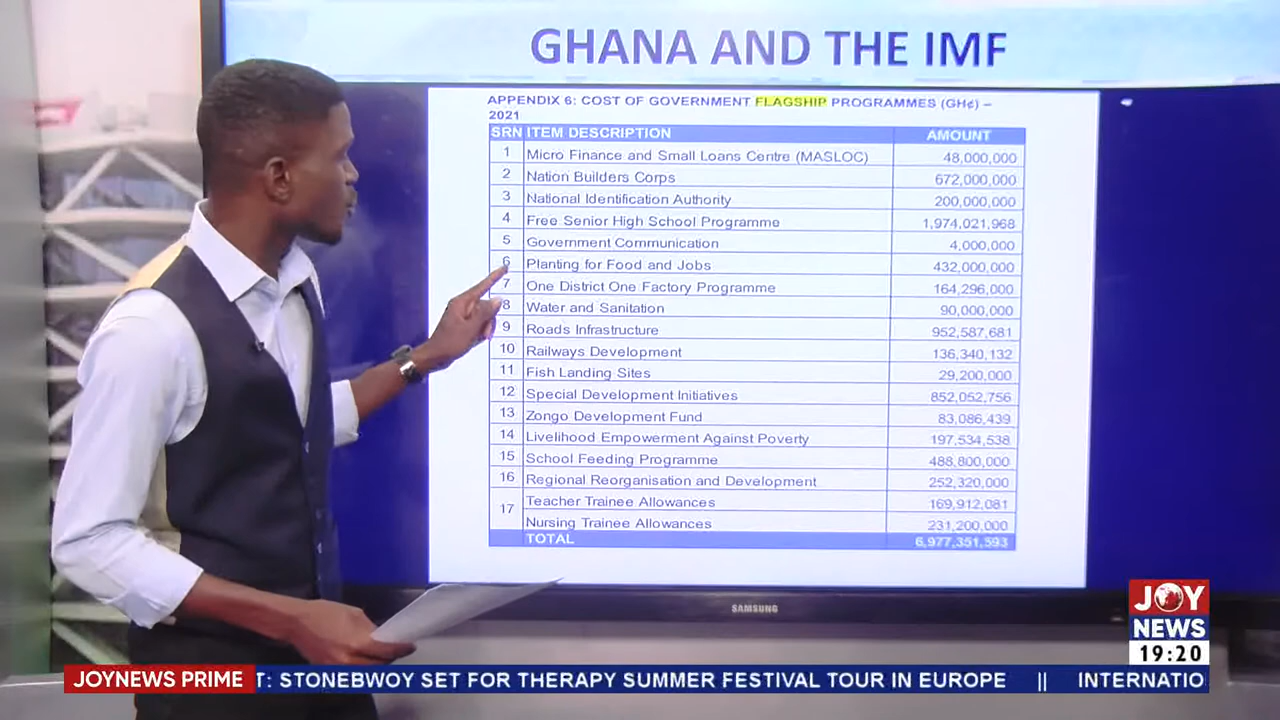 GHANA AND THE IMF
APPENDIX 6: COST OF GOVERNMENT FLAGSHIP PROGRAMMES (GH¢) –
2021
SRN ITEM DESCRIPTION AMOUNT
1 Micro Finance and Small Loans Centre (MASLOC) 48,000,000
2 Nation Builders Corps 672,000,000
3 National Identification Authority 200,000,000
4 Free Senior High School Programme 1,974,021,968
5 Government Communication 4,000,000
6 Planting for Food and Jobs 432,000,000
7 One District One Factory Programme 164,296,000
8 Water and Sanitation 90,000,000
9 Roads Infrastructure 952,587,681
10 Railways Development 136,340,132
11 Fish Landing Sites 29,200,000
12 Special Development Initiatives 852,052,756
13 Zongo Development Fund 83,086,439
14 Livelihood Empowerment Against Poverty 197,534,538
15 School Feeding Programme 488,800,000
16 Regional Reorganisation and Development 252,320,000
17 Teacher Trainee Allowances 169,912,081
Nursing Trainee Allowances 231,200,000
TOTAL 6,977,351,593
SAMSUNG
JOY
NEWS
19:20
JOYNEWS PRIME T: STONEBWOY SET FOR THERAPY SUMMER FESTIVAL TOUR IN EUROPE || INTERNATIO